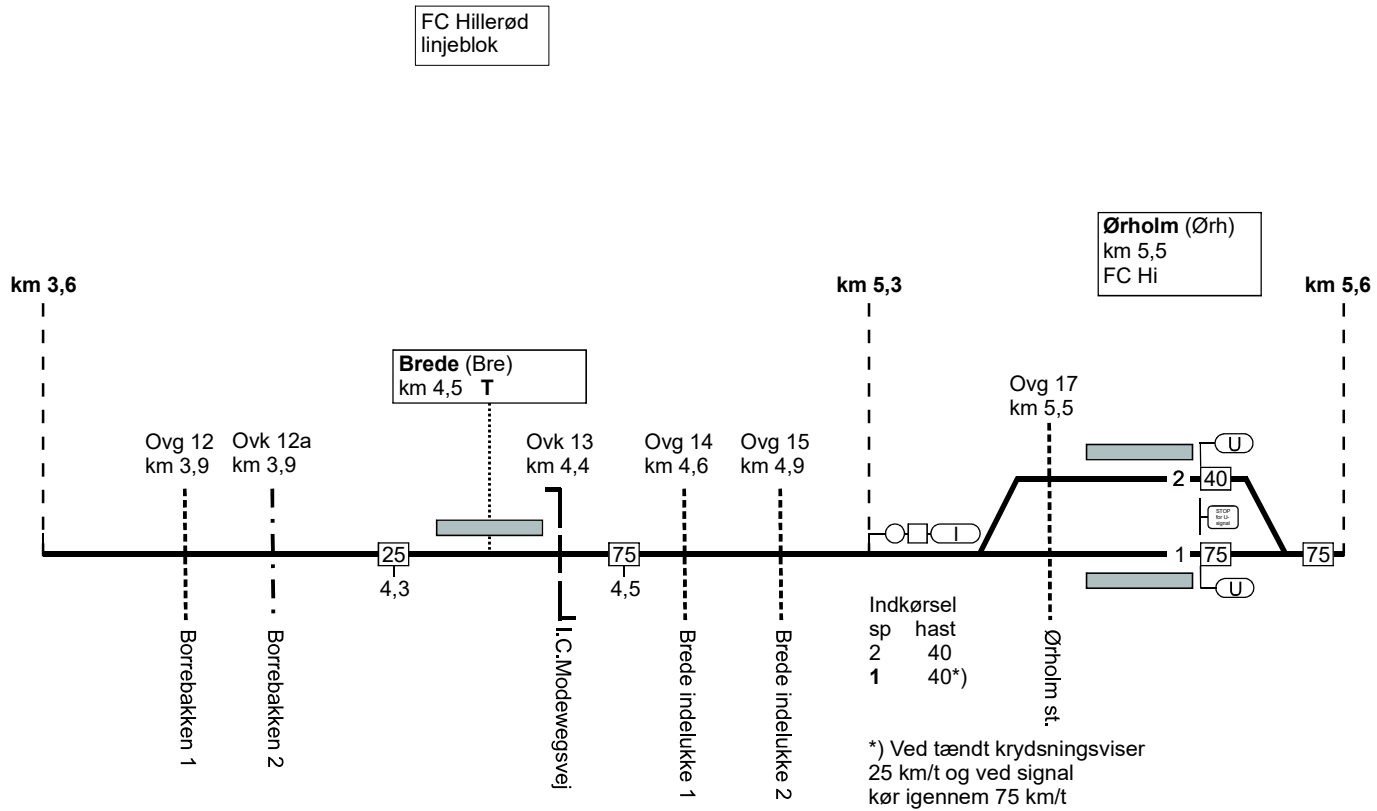 FC Hillerød
linjeblok
Ørholm (Ørh)
km 5,5
FC Hi
km 3,6
km 5,3
km 5,6
Brede (Bre)
km 4,5 T
Ovg 17
km 5,5
Ovg 12
km 3,9
Ovk 12a
km 3,9
Ovk 13
km 4,4
Ovg 14
km 4,6
Ovg 15
km 4,9
U
2
40
STOP
for U-
signal
I
25
75
1
75
75
4,3
4,5
U
Borrebakken 1
Borrebakken 2
I.C.Modewegsvej
Brede indelukke 1
Brede indelukke 2
Ørholm st.
Indkørsel
sp hast
2 40
1 40*)
*) Ved tændt krydsningsviser
25 km/t og ved signal
kør igennem 75 km/t